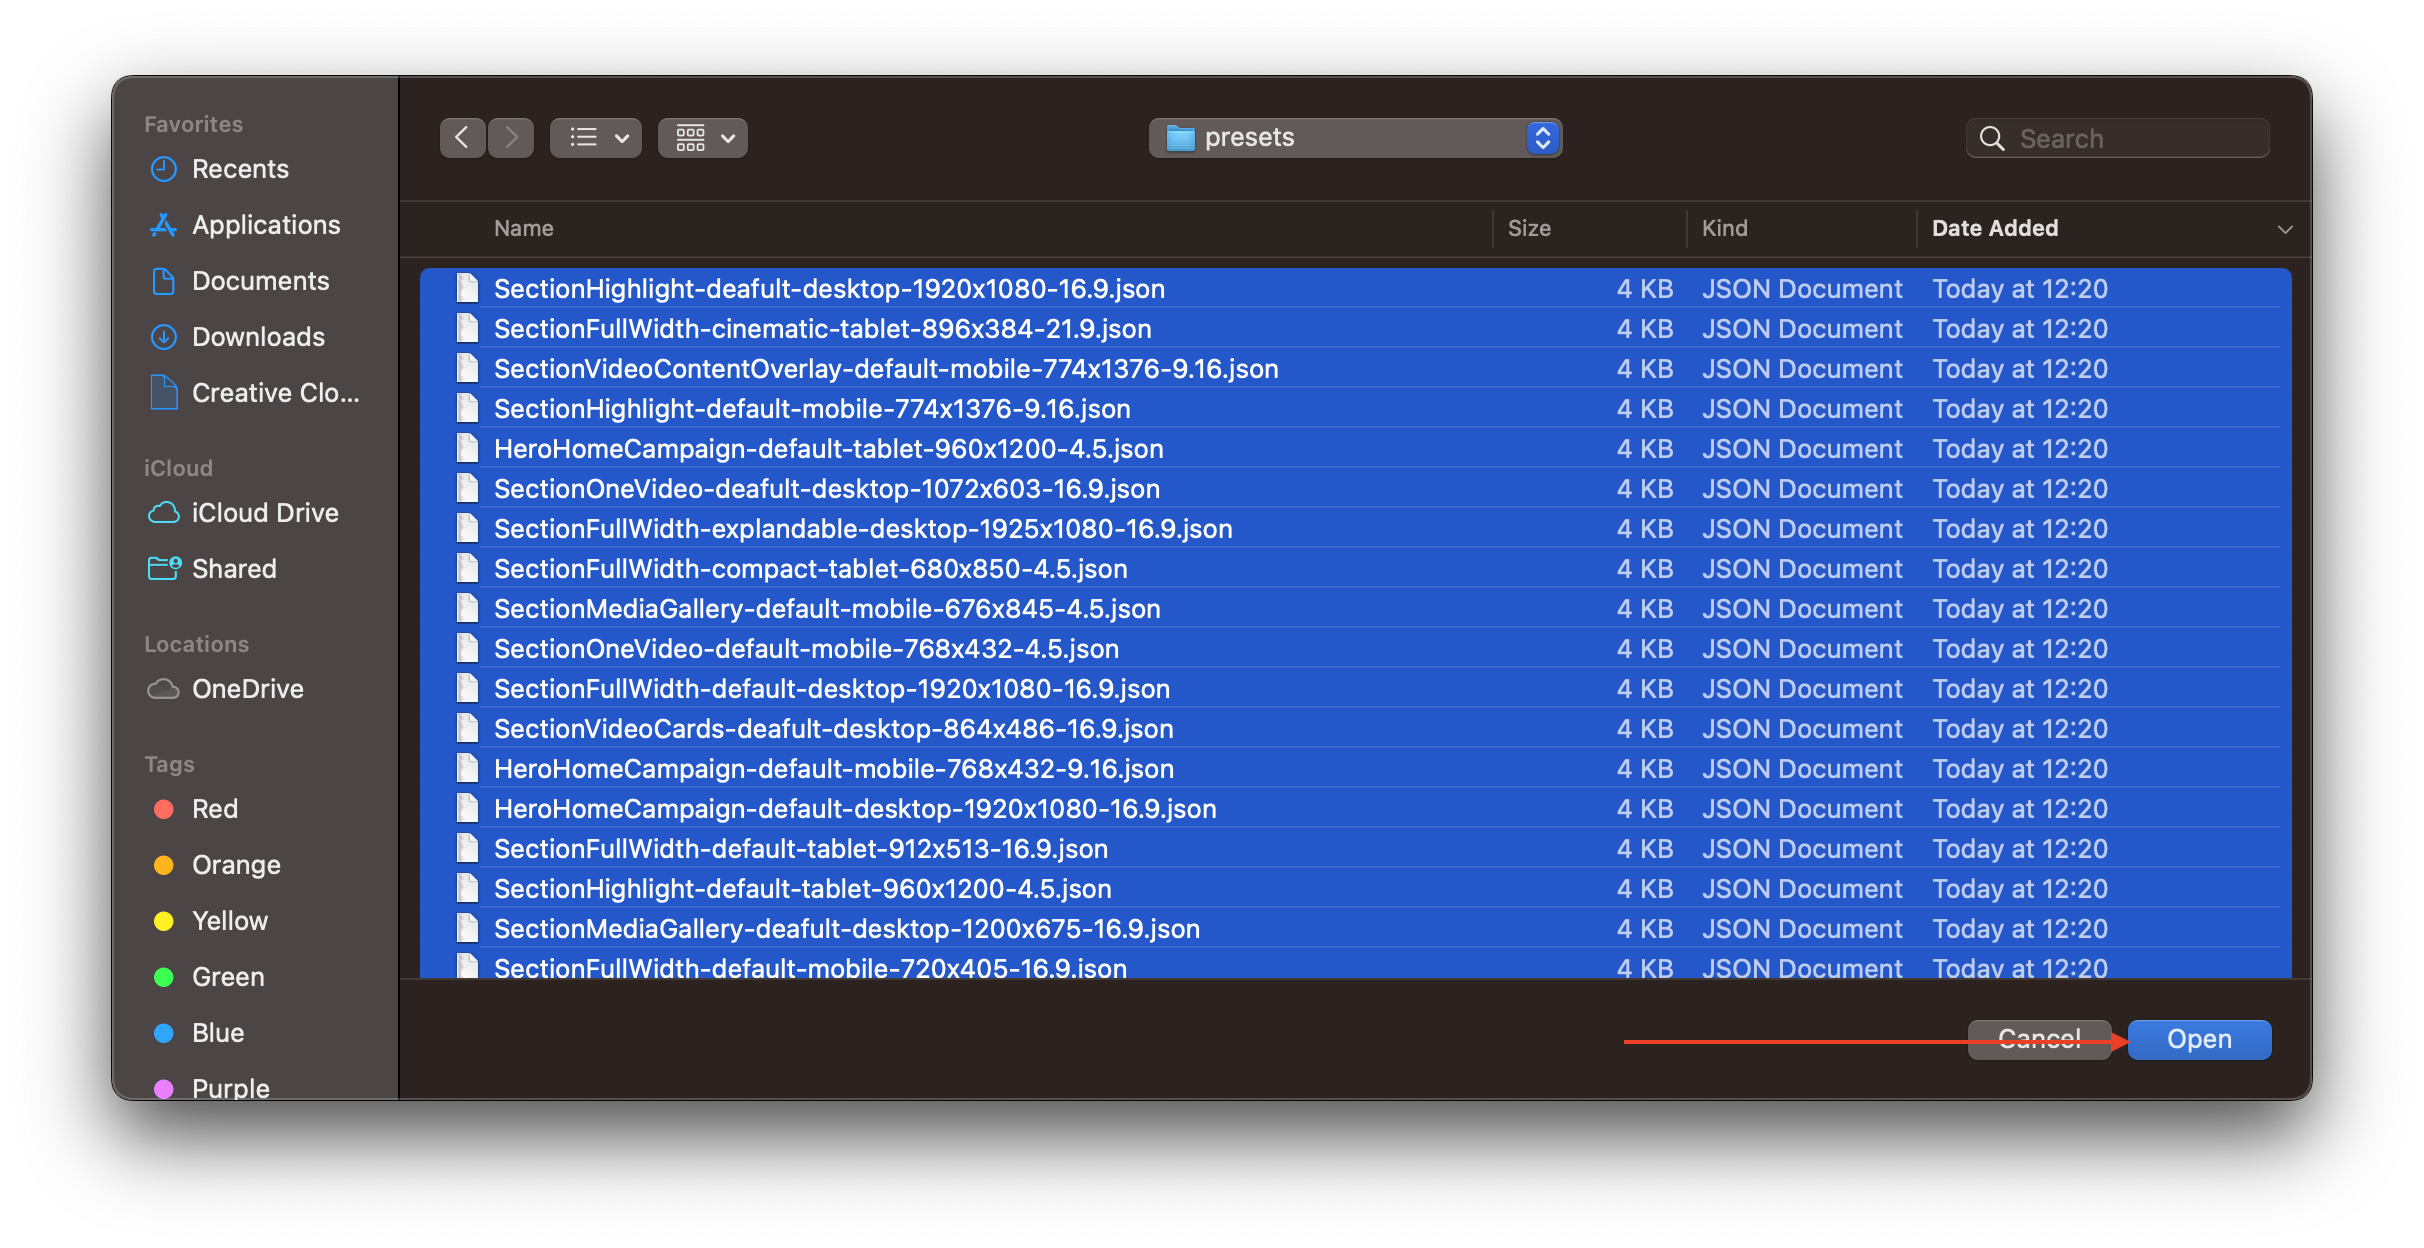 Favorites
Recents
Applications
Documents
Downloads
Creative Clo...
iCloud
iCloud Drive
Shared
Locations
OneDrive
Tags
Red
Orange
Yellow
Green
Blue
Purple
presets
Search
Name Size Kind Date Added
SectionHighlight-deafult-desktop-1920x1080-16.9.json 4 KB JSON Document Today at 12:20
SectionFullWidth-cinematic-tablet-896x384-21.9.json 4 KB JSON Document Today at 12:20
SectionVideoContentOverlay-default-mobile-774x1376-9.16.json 4 KB JSON Document Today at 12:20
SectionHighlight-default-mobile-774x1376-9.16.json 4 KB JSON Document Today at 12:20
HeroHomeCampaign-default-tablet-960x1200-4.5.json 4 KB JSON Document Today at 12:20
SectionOneVideo-deafult-desktop-1072x603-16.9.json 4 KB JSON Document Today at 12:20
SectionFullWidth-explandable-desktop-1925x1080-16.9.json 4 KB JSON Document Today at 12:20
SectionFullWidth-compact-tablet-680x850-4.5.json 4 KB JSON Document Today at 12:20
SectionMediaGallery-default-mobile-676x845-4.5.json 4 KB JSON Document Today at 12:20
SectionOneVideo-default-mobile-768x432-4.5.json 4 KB JSON Document Today at 12:20
SectionFullWidth-default-desktop-1920x1080-16.9.json 4 KB JSON Document Today at 12:20
SectionVideoCards-deafult-desktop-864x486-16.9.json 4 KB JSON Document Today at 12:20
HeroHomeCampaign-default-mobile-768x432-9.16.json 4 KB JSON Document Today at 12:20
HeroHomeCampaign-default-desktop-1920x1080-16.9.json 4 KB JSON Document Today at 12:20
SectionFullWidth-default-tablet-912x513-16.9.json 4 KB JSON Document Today at 12:20
SectionHighlight-default-tablet-960x1200-4.5.json 4 KB JSON Document Today at 12:20
SectionMediaGallery-deafult-desktop-1200x675-16.9.json 4 KB JSON Document Today at 12:20
SectionFullWidth-default-mobile-720x405-16.9.json 4 KB JSON Document Today at 12:20
Cancel Open